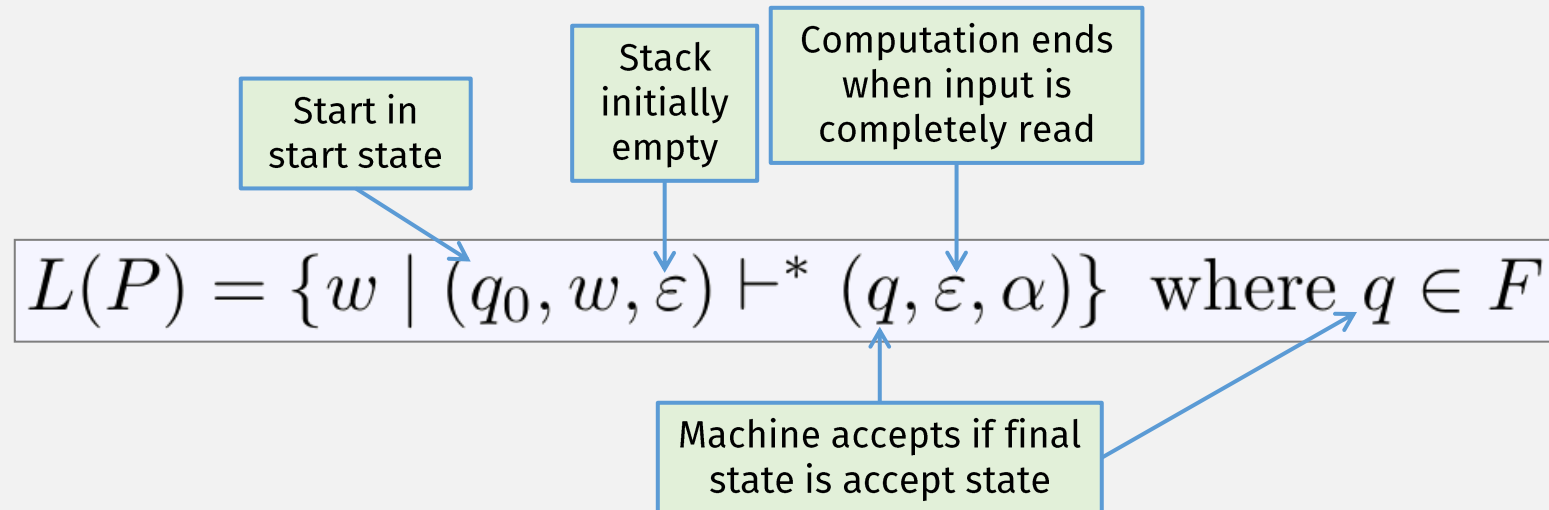 Start in
start state
Stack
initially
empty
Computation ends
when input is
completely read
L(P) = {w | (q₀, w, ε) ⊢* (q, ε, α)} where q ∈ F
Machine accepts if final
state is accept state